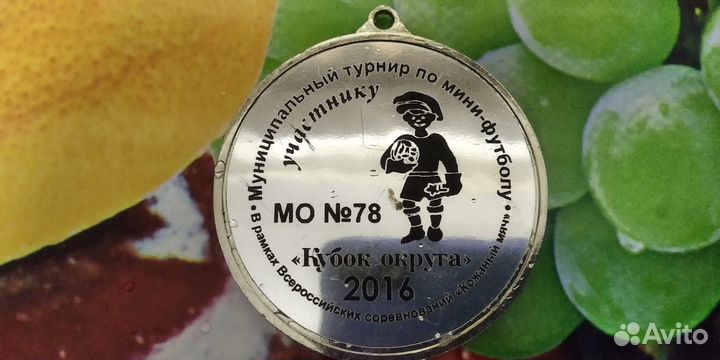 • Муниципальный турнир по мини-футболу •
участнику
МО №78
«Кубок округа»
2016
в рамках Всероссийских соревнований «Кожаный мяч»
Avito